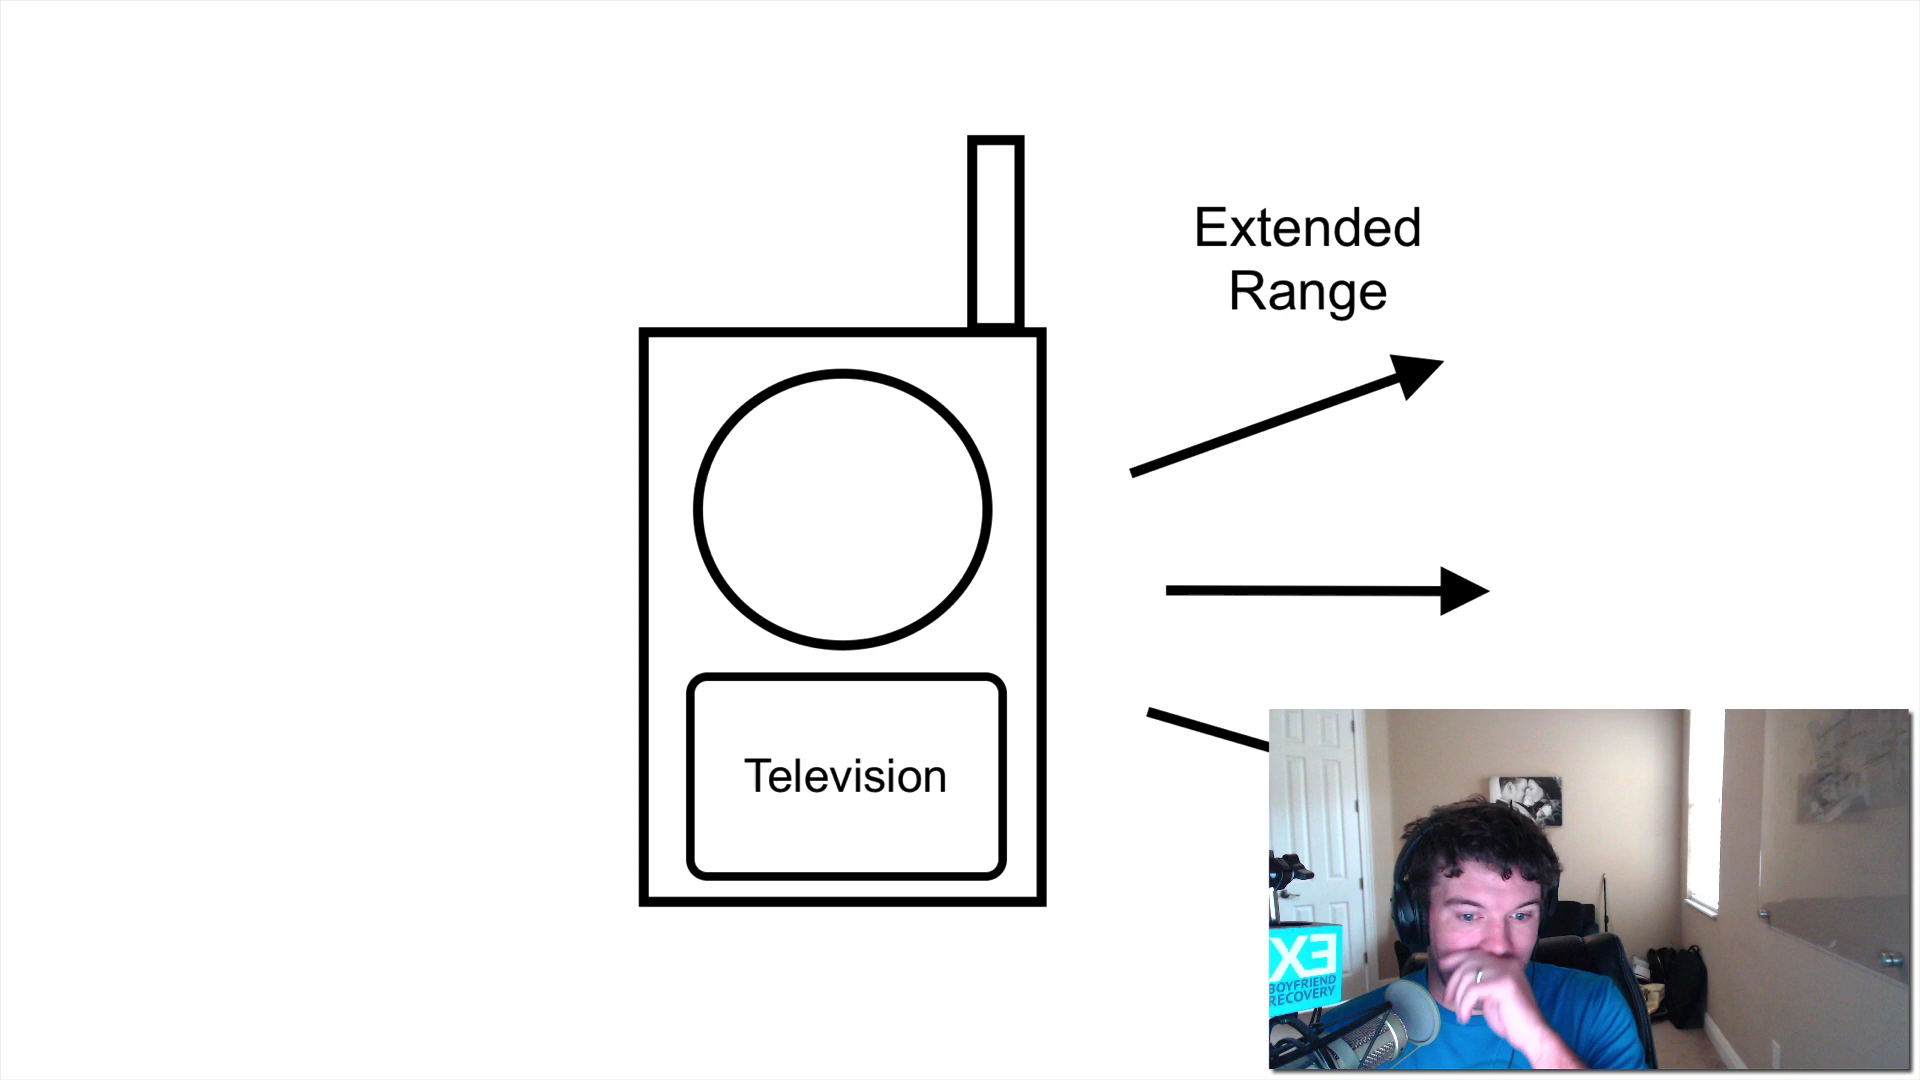 Extended
Range
Television
EX
BOYFRIEND
RECOVERY